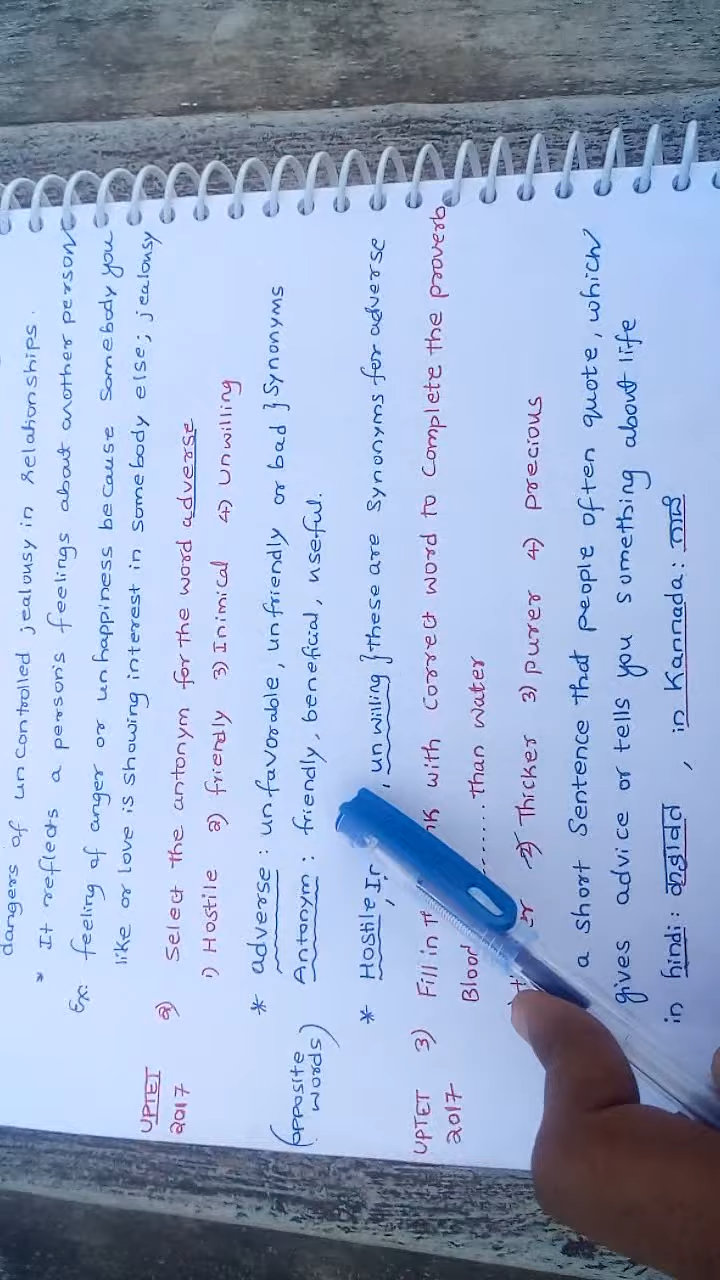 dangers of uncontrolled jealousy in relationships.
* It reflects a person's feelings about another person
Ex: feeling of anger or unhappiness because Somebody you
like or love is showing interest in somebody else; jealousy
UPTET 2) Select the antonym for the word adverse
2017 1) Hostile 2) friendly 3) Inimical 4) unwilling
* adverse : unfavorable, unfriendly or bad } Synonyms
(opposite words) Antonym : friendly, beneficial, useful.
* Hostile, unwilling } these are Synonyms for adverse
UPTET 3) Fill in with correct word to Complete the proverb
2017 Blood ....... than water
2) Thicker 3) purer 4) precious
a short Sentence that people often quote, which
gives advice or tells you something about life
in hindi: कहावत , in Kannada: ಗಾದೆ